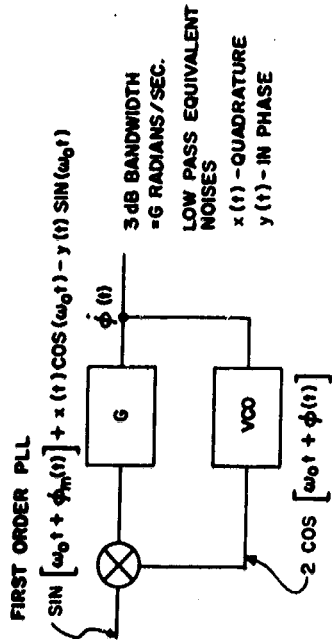 FIRST ORDER PLL
SIN [ω₀t + ϕₘ(t)] + x(t) COS(ω₀t) – y(t) SIN(ω₀t)
G
ϕ̇(t)
VCO
2 COS [ω₀t + ϕ(t)]
3 dB BANDWIDTH
=G RADIANS/SEC.
LOW PASS EQUIVALENT
NOISES
x(t) -QUADRATURE
y(t) - IN PHASE